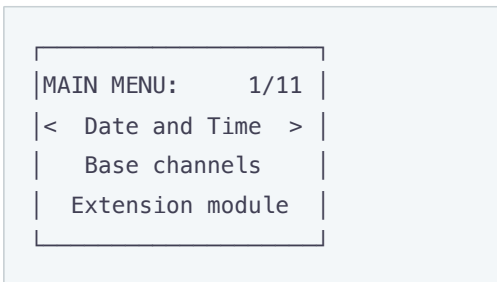 MAIN MENU: 1/11
< Date and Time >
Base channels
Extension module